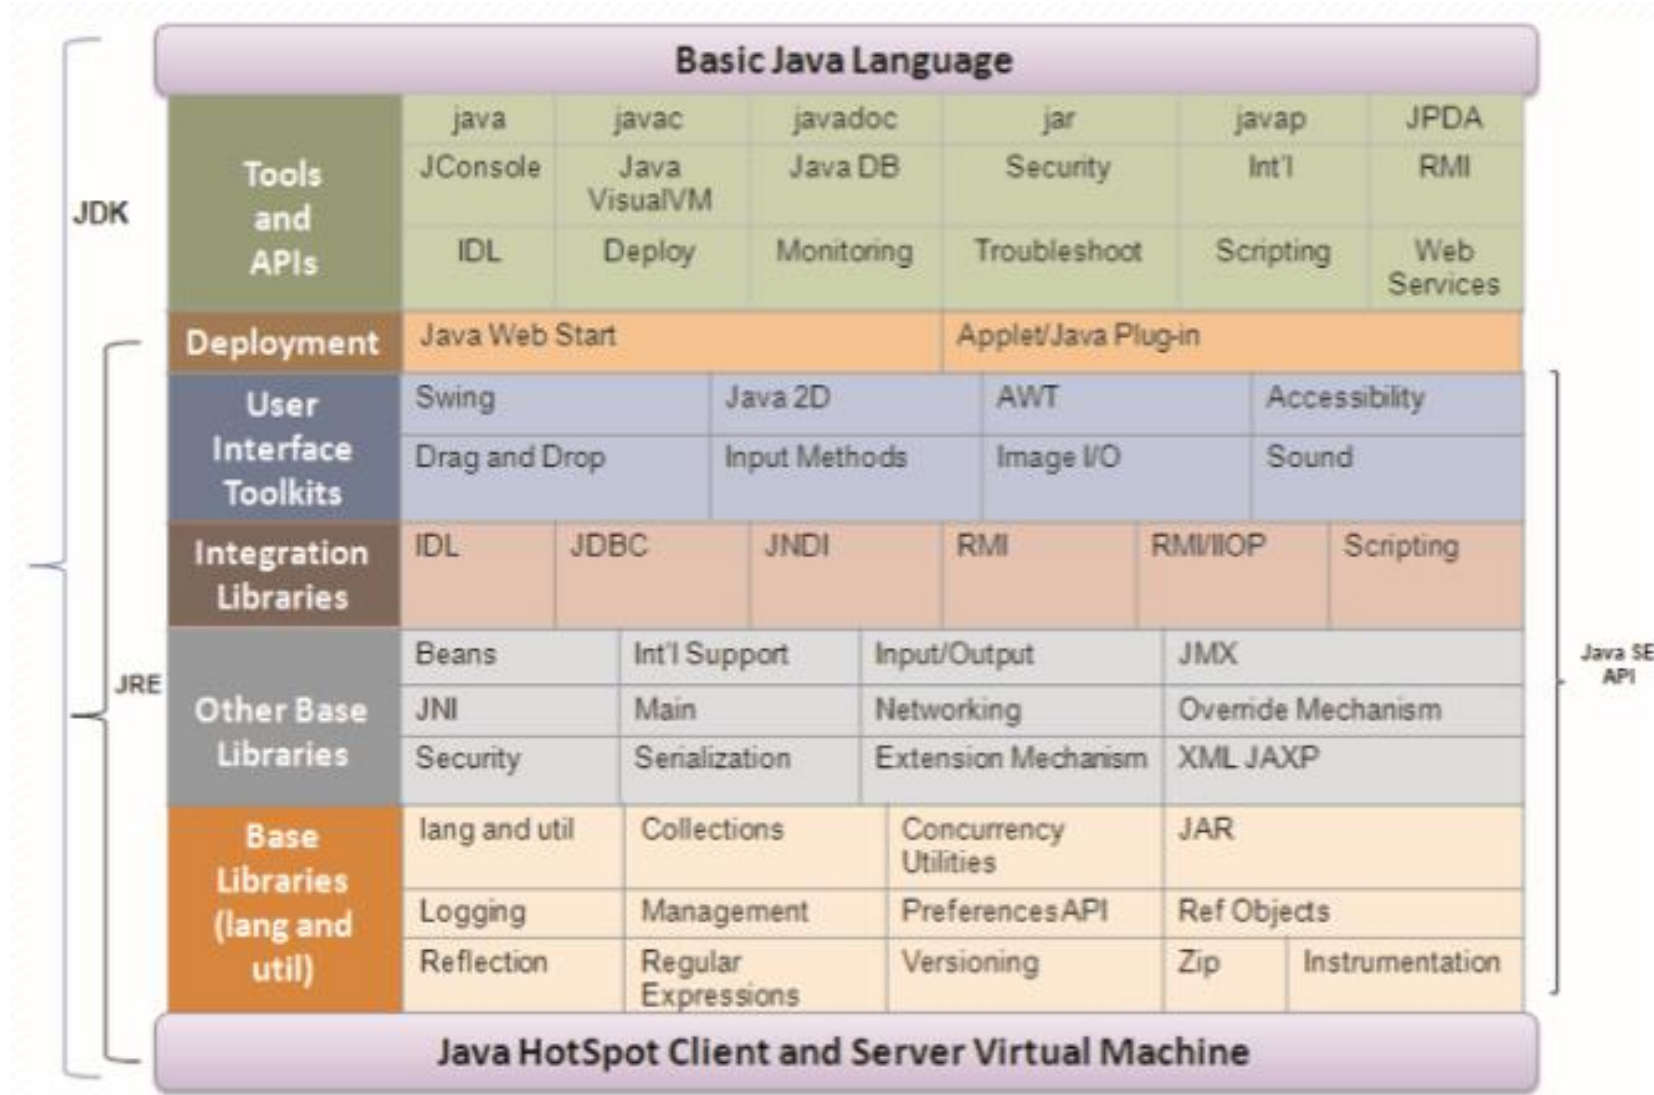 Basic Java Language
JDK
Tools
and
APIs
java javac javadoc jar javap JPDA
JConsole Java VisualVM Java DB Security Int'l RMI
IDL Deploy Monitoring Troubleshoot Scripting Web Services
Deployment
Java Web Start Applet/Java Plug-in
User
Interface
Toolkits
Swing Java 2D AWT Accessibility
Drag and Drop Input Methods Image I/O Sound
Integration
Libraries
IDL JDBC JNDI RMI RMI/IIOP Scripting
JRE
Other Base
Libraries
Beans Int'l Support Input/Output JMX
JNI Main Networking Override Mechanism
Security Serialization Extension Mechanism XML JAXP
Java SE
API
Base
Libraries
(lang and
util)
lang and util Collections Concurrency Utilities JAR
Logging Management Preferences API Ref Objects
Reflection Regular Expressions Versioning Zip Instrumentation
Java HotSpot Client and Server Virtual Machine